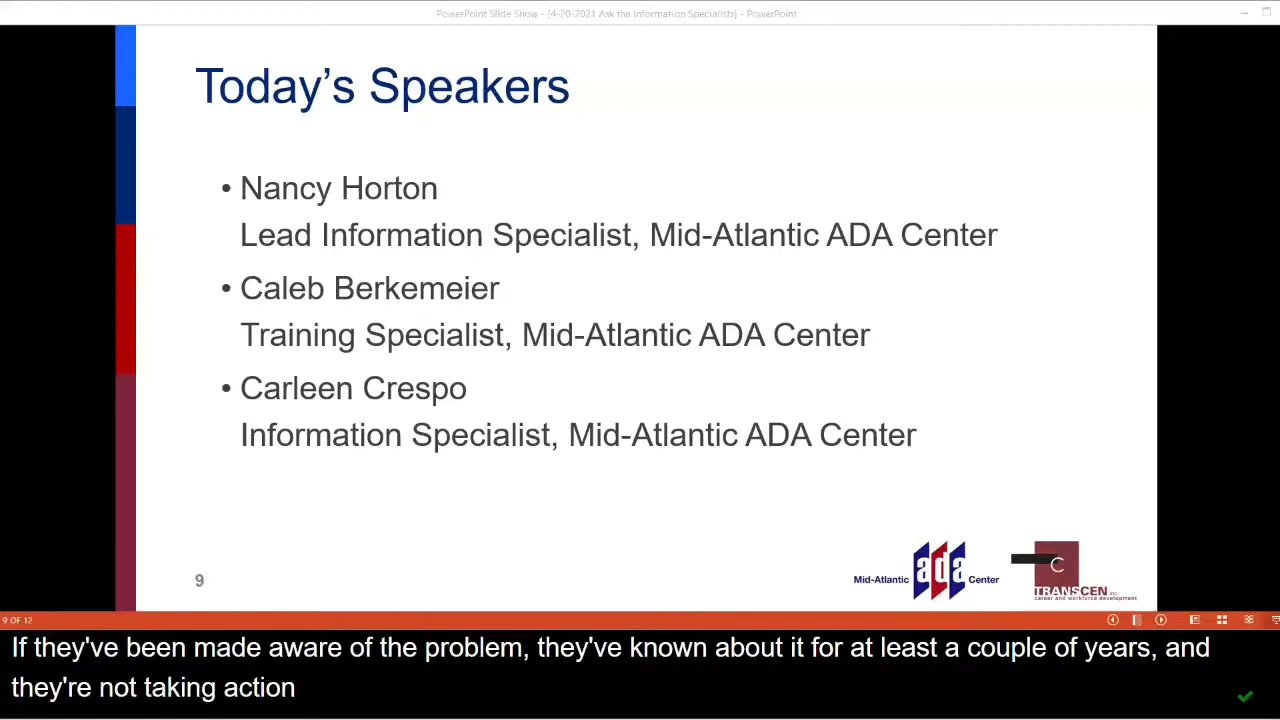 PowerPoint Slide Show - [4-20-2021 Ask the Information Specialists] - PowerPoint
Today's Speakers
• Nancy Horton
Lead Information Specialist, Mid-Atlantic ADA Center
• Caleb Berkemeier
Training Specialist, Mid-Atlantic ADA Center
• Carleen Crespo
Information Specialist, Mid-Atlantic ADA Center
9
Mid-Atlantic ada Center
C
TRANSCEN inc.
career and workforce development
9 OF 12
If they've been made aware of the problem, they've known about it for at least a couple of years, and
they're not taking action